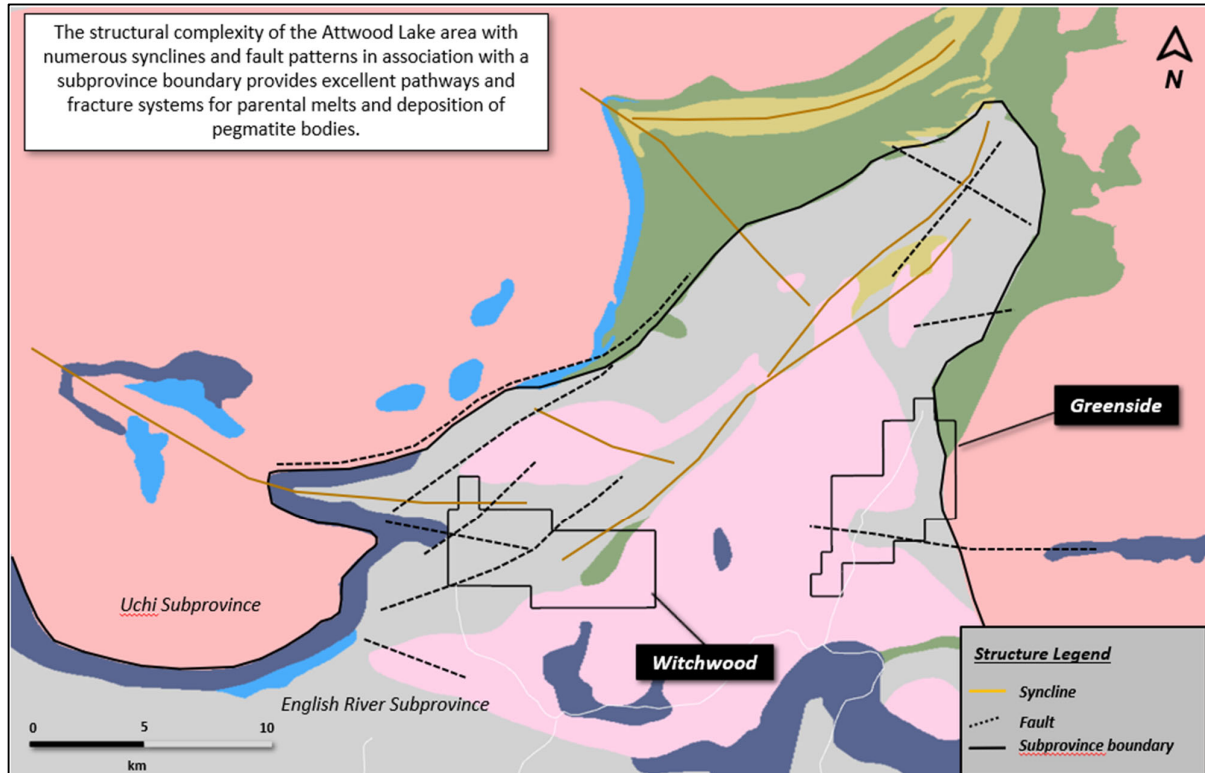 The structural complexity of the Attwood Lake area with
numerous synclines and fault patterns in association with a
subprovince boundary provides excellent pathways and
fracture systems for parental melts and deposition of
pegmatite bodies.
N
Greenside
Uchi Subprovince
Witchwood
English River Subprovince
0 5 10
km
Structure Legend
Syncline
Fault
Subprovince boundary